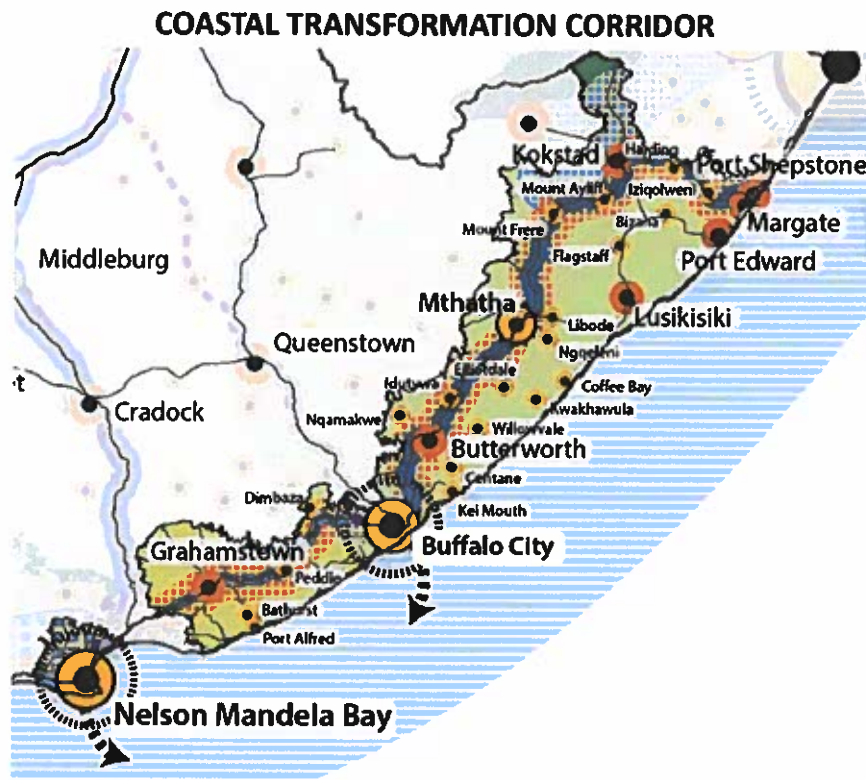 COASTAL TRANSFORMATION CORRIDOR
Kokstad
Harding
Port Shepstone
Mount Ayliff
Iziqolweni
Bizana
Margate
Mount Frere
Flagstaff
Port Edward
Middleburg
Mthatha
Libode
Lusikisiki
Queenstown
Ngqeleni
Elliotdale
Idutywa
Coffee Bay
Cradock
Nqamakwe
Kwakhawula
Willowvale
Butterworth
Centane
Dimbaza
Kei Mouth
Grahamstown
Buffalo City
Peddie
Bathurst
Port Alfred
Nelson Mandela Bay